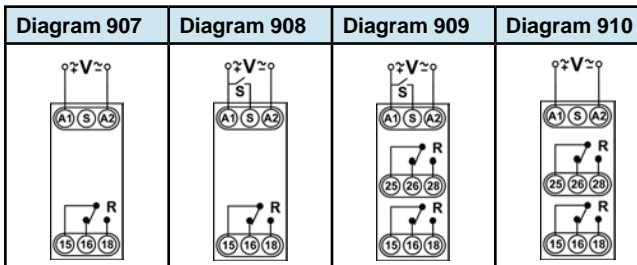 Diagram 907
Diagram 908
Diagram 909
Diagram 910
V
A1 S A2
R
15 16 18
V
S
A1 S A2
R
15 16 18
V
S
A1 S A2
R
25 26 28
R
15 16 18
V
A1 S A2
R
25 26 28
R
15 16 18